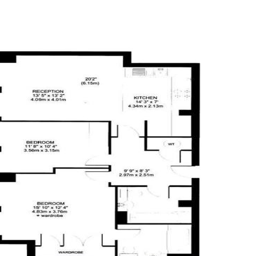 20'2"
(6.15m)
RECEPTION
13' 5" x 13' 2"
4.09m x 4.01m
KITCHEN
14' 3" x 7'
4.34m x 2.13m
BEDROOM
11' 8" x 10' 4"
3.56m x 3.15m
9' 9" x 8' 3"
2.97m x 2.51m
BEDROOM
15' 10" x 12' 4"
4.83m x 3.76m
+ wardrobe
WARDROBE